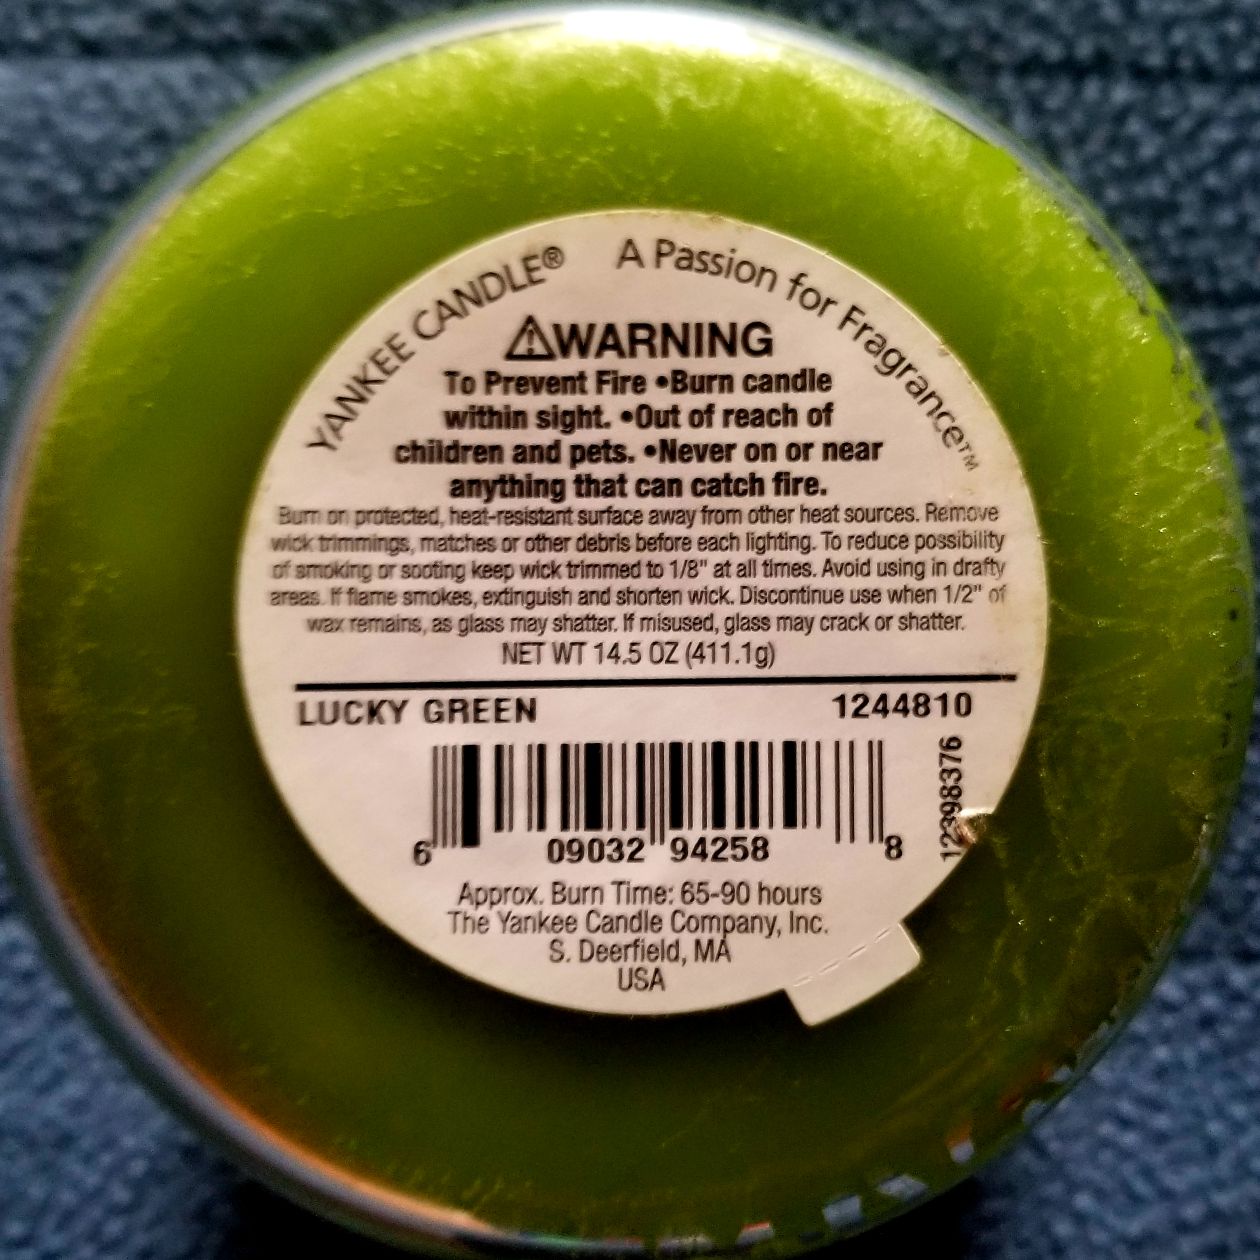 YANKEE CANDLE® A Passion for Fragrance™
⚠WARNING
To Prevent Fire •Burn candle
within sight. •Out of reach of
children and pets. •Never on or near
anything that can catch fire.
Burn on protected, heat-resistant surface away from other heat sources. Remove
wick trimmings, matches or other debris before each lighting. To reduce possibility
of smoking or sooting keep wick trimmed to 1/8" at all times. Avoid using in drafty
areas. If flame smokes, extinguish and shorten wick. Discontinue use when 1/2" of
wax remains, as glass may shatter. If misused, glass may crack or shatter.
NET WT 14.5 OZ (411.1g)
LUCKY GREEN 1244810
12398376
6 09032 94258 8
Approx. Burn Time: 65-90 hours
The Yankee Candle Company, Inc.
S. Deerfield, MA
USA